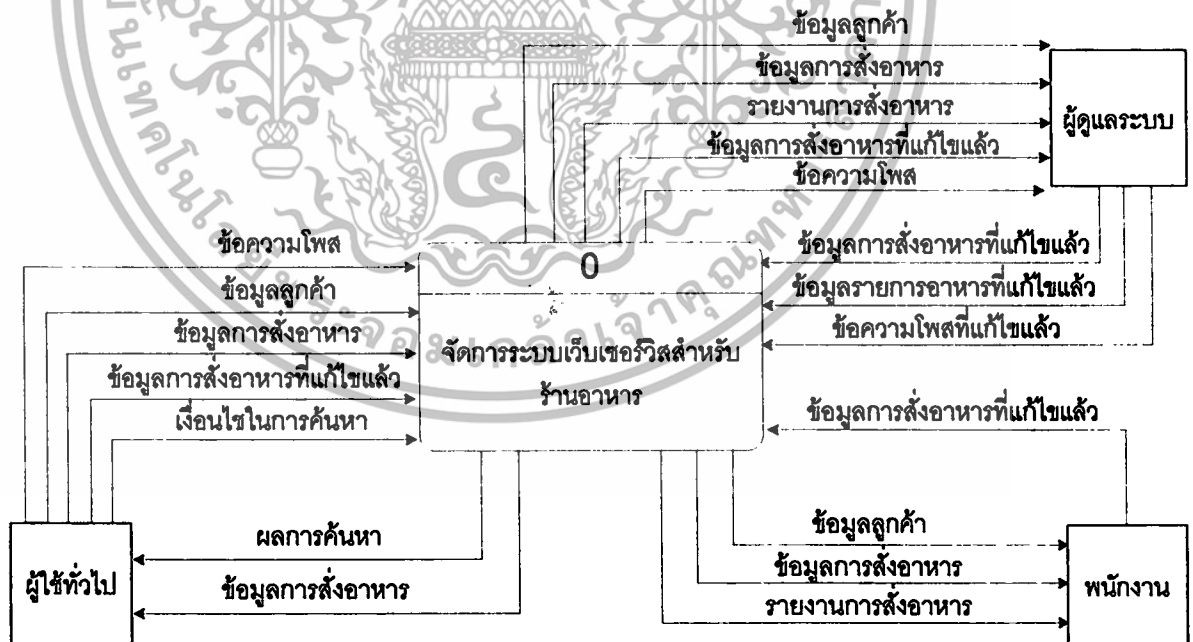 ข้อมูลลูกค้า
ข้อมูลการสั่งอาหาร
รายงานการสั่งอาหาร
ข้อมูลการสั่งอาหารที่แก้ไขแล้ว
ข้อความโพส
ผู้ดูแลระบบ
ข้อความโพส
ข้อมูลลูกค้า
ข้อมูลการสั่งอาหาร
ข้อมูลการสั่งอาหารที่แก้ไขแล้ว
เงื่อนไขในการค้นหา
0
จัดการระบบเว็บเซอร์วิสสำหรับ
ร้านอาหาร
ข้อมูลการสั่งอาหารที่แก้ไขแล้ว
ข้อมูลรายการอาหารที่แก้ไขแล้ว
ข้อความโพสที่แก้ไขแล้ว
ข้อมูลการสั่งอาหารที่แก้ไขแล้ว
ผู้ใช้ทั่วไป
ผลการค้นหา
ข้อมูลการสั่งอาหาร
ข้อมูลลูกค้า
ข้อมูลการสั่งอาหาร
รายงานการสั่งอาหาร
พนักงาน